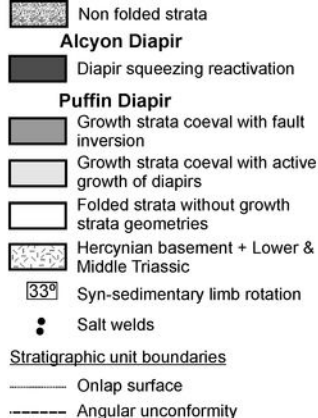 Non folded strata
Alcyon Diapir
Diapir squeezing reactivation
Puffin Diapir
Growth strata coeval with fault
inversion
Growth strata coeval with active
growth of diapirs
Folded strata without growth
strata geometries
Hercynian basement + Lower &
Middle Triassic
33º Syn-sedimentary limb rotation
Salt welds
Stratigraphic unit boundaries
Onlap surface
Angular unconformity